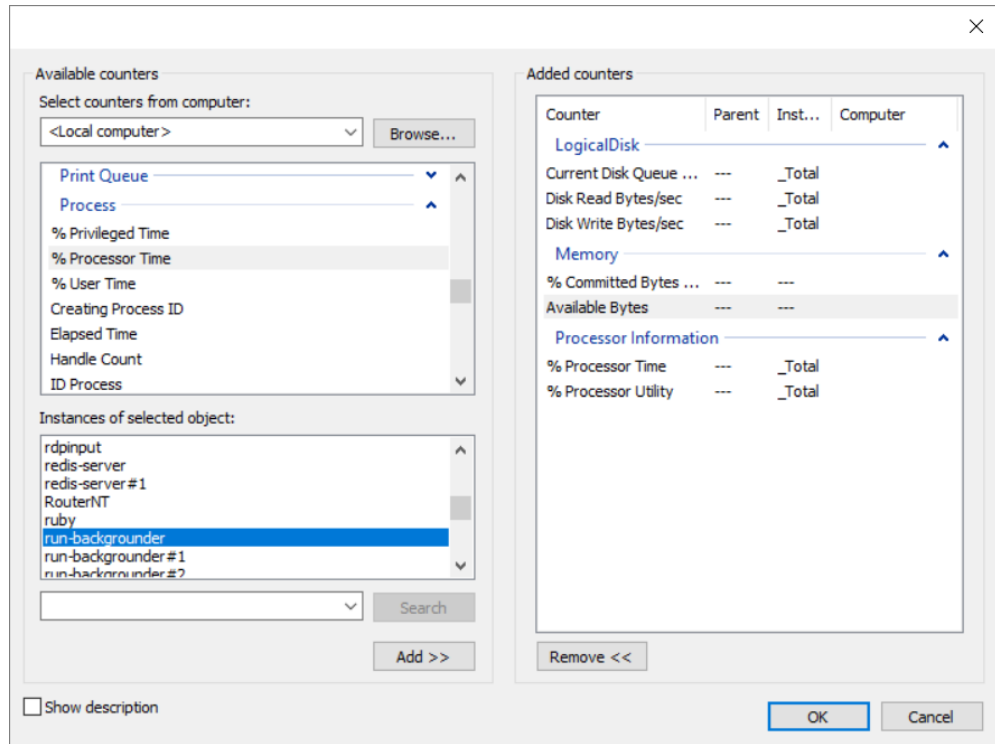 Available counters
Select counters from computer:
<Local computer>
Browse...
Print Queue
Process
% Privileged Time
% Processor Time
% User Time
Creating Process ID
Elapsed Time
Handle Count
ID Process
Instances of selected object:
rdpinput
redis-server
redis-server#1
RouterNT
ruby
run-backgrounder
run-backgrounder#1
run-backgrounder#2
Search
Add >>
Show description
Added counters
Counter Parent Inst... Computer
LogicalDisk
Current Disk Queue ... --- _Total
Disk Read Bytes/sec --- _Total
Disk Write Bytes/sec --- _Total
Memory
% Committed Bytes ... --- ---
Available Bytes --- ---
Processor Information
% Processor Time --- _Total
% Processor Utility --- _Total
Remove <<
OK
Cancel